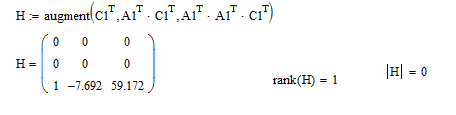 H := augment(C1ᵀ, A1ᵀ · C1ᵀ, A1ᵀ · A1ᵀ · C1ᵀ)
H = ( 0 0 0
0 0 0
1 −7.692 59.172 )
rank(H) = 1 |H| = 0